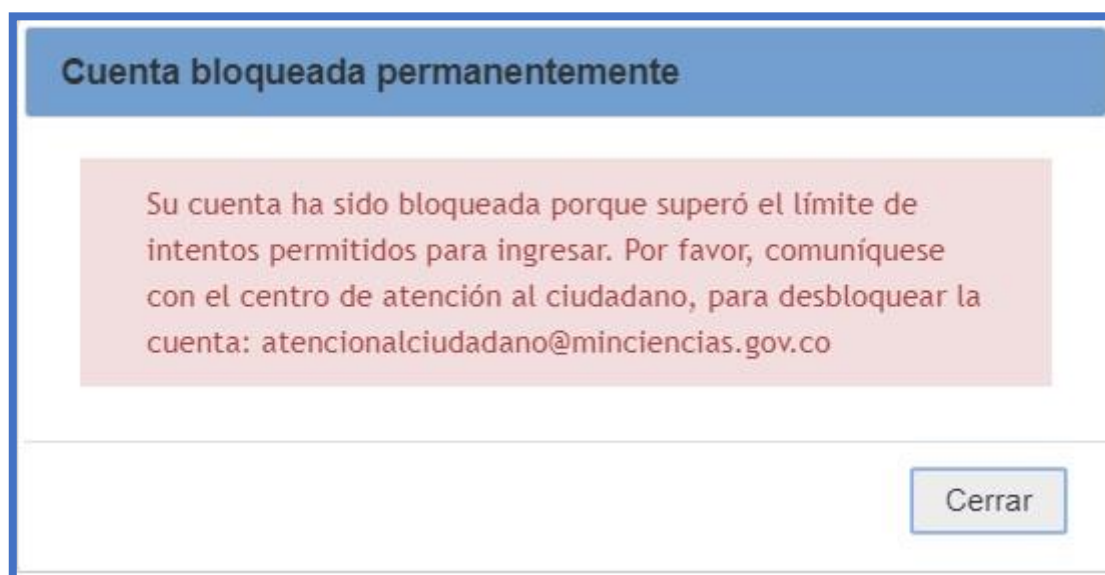 Cuenta bloqueada permanentemente
Su cuenta ha sido bloqueada porque superó el límite de
intentos permitidos para ingresar. Por favor, comuníquese
con el centro de atención al ciudadano, para desbloquear la
cuenta: atencionalciudadano@minciencias.gov.co
Cerrar